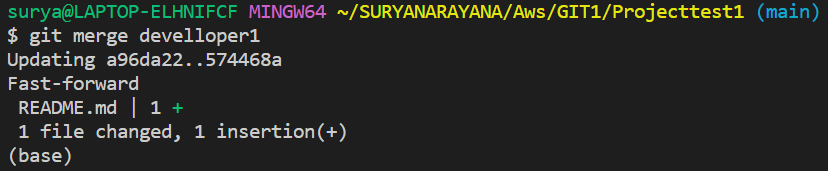 surya@LAPTOP-ELHNIFCF MINGW64 ~/SURYANARAYANA/Aws/GIT1/Projecttest1 (main)
$ git merge develloper1
Updating a96da22..574468a
Fast-forward
 README.md | 1 +
 1 file changed, 1 insertion(+)
(base)